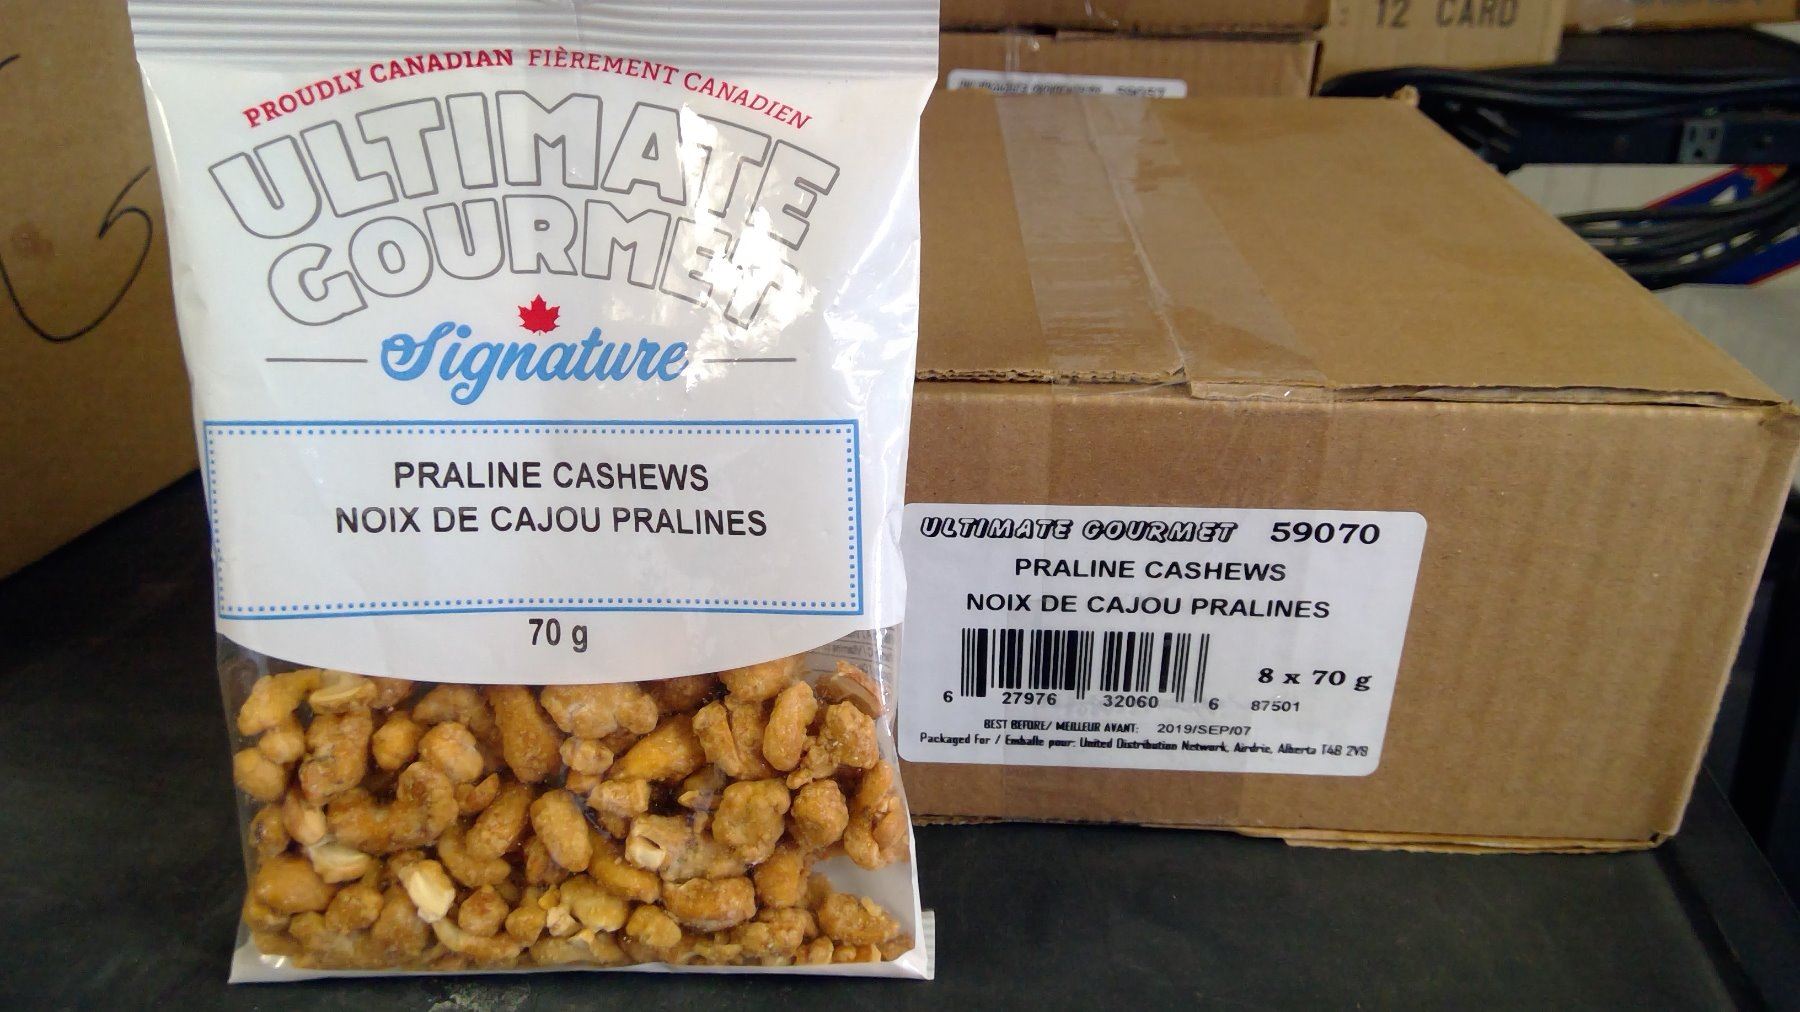 PROUDLY CANADIAN FIÈREMENT CANADIEN
ULTIMATE
GOURMET
Signature
PRALINE CASHEWS
NOIX DE CAJOU PRALINES
70 g
12 CARD
59057
ULTIMATE GOURMET 59070
PRALINE CASHEWS
NOIX DE CAJOU PRALINES
8 x 70 g
6 27976 32060 6 87501
BEST BEFORE/ MEILLEUR AVANT: 2019/SEP/07
Packaged For / Emballe pour: United Distribution Network, Airdrie, Alberta T4B 2V8